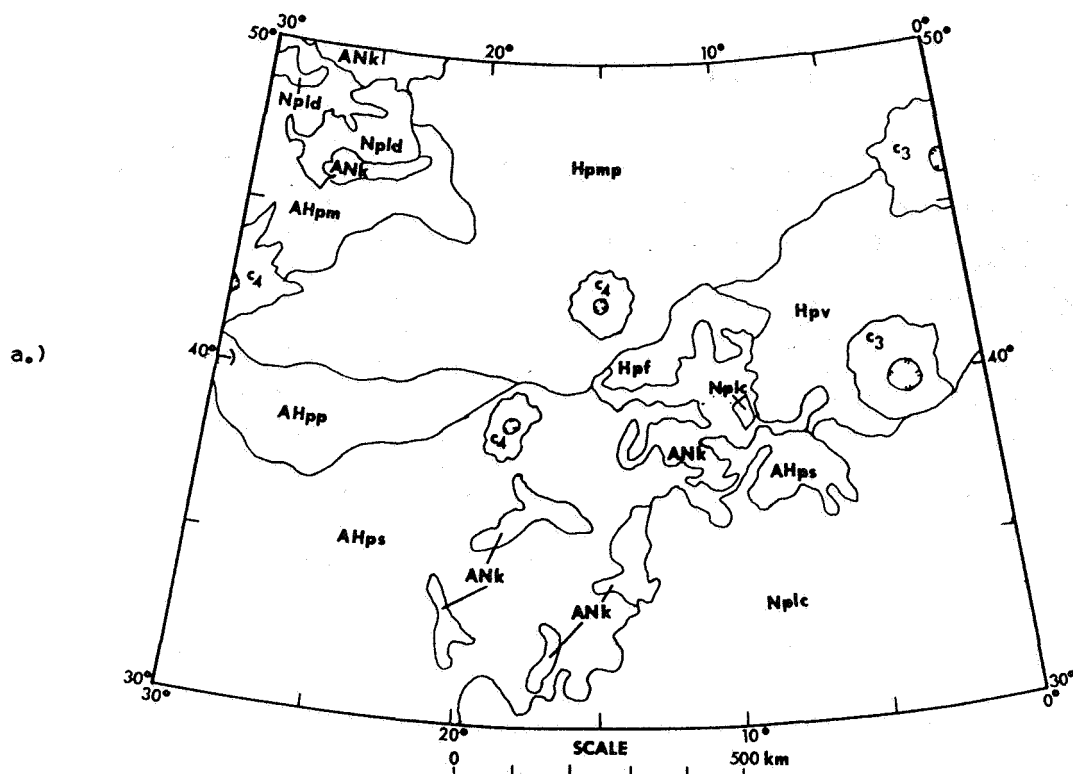 30°
50°
ANk
20°
10°
0°
50°
Npld
Npld
ANk
Hpmp
c3
AHpm
c4
c4
Hpv
a.)
40°
Hpf
c3
40°
Nplc
AHpp
c4
ANk
AHps
AHps
ANk
ANk
Nplc
30°
30°
30°
0°
20°
SCALE
10°
0
500 km